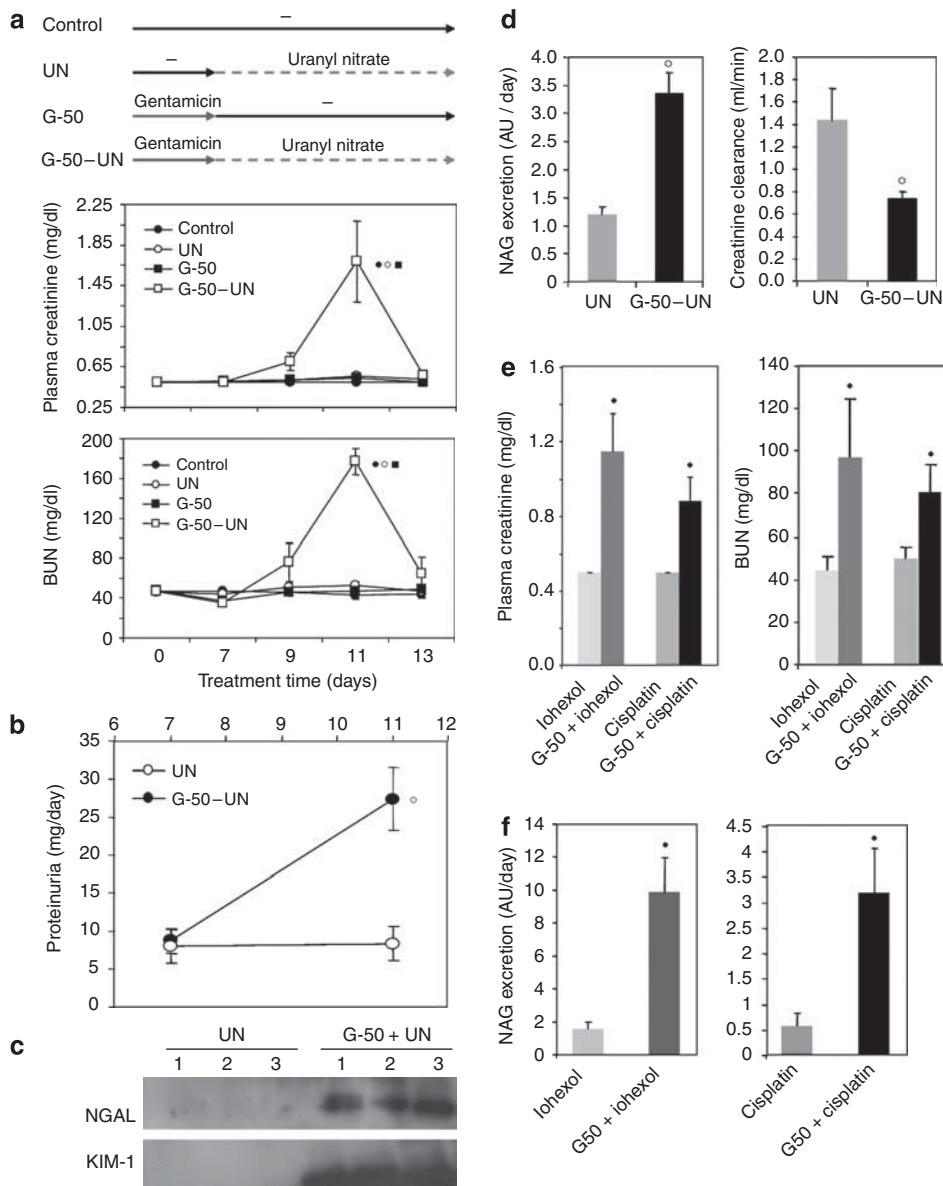 a
–
Control
– Uranyl nitrate
UN
Gentamicin –
G-50
Gentamicin Uranyl nitrate
G-50–UN
Plasma creatinine (mg/dl)
2.25
1.85
1.45
1.05
0.65
0.25
Control
UN
G-50
G-50–UN
BUN (mg/dl)
200
160
120
80
40
0
Control
UN
G-50
G-50–UN
0 7 9 11 13
Treatment time (days)
b
6 7 8 9 10 11 12
Proteinuria (mg/day)
35
30
25
20
15
10
5
0
UN
G-50–UN
c
UN G-50 + UN
1 2 3 1 2 3
NGAL
KIM-1
d
NAG excretion (AU / day)
4.0
3.5
3.0
2.5
2.0
1.5
1.0
0.5
0.0
UN G-50–UN
Creatinine clearance (ml/min)
2.0
1.8
1.6
1.4
1.2
1.0
0.8
0.6
0.4
0.2
0.0
UN G-50–UN
e
Plasma creatinine (mg/dl)
1.6
1.2
0.8
0.4
0.0
Iohexol
G-50 + iohexol
Cisplatin
G-50 + cisplatin
BUN (mg/dl)
140
120
100
80
60
40
20
0
Iohexol
G-50 + iohexol
Cisplatin
G-50 + cisplatin
f
NAG excretion (AU/day)
14
12
10
8
6
4
2
0
Iohexol
G50 + iohexol
4.5
4
3.5
3
2.5
2
1.5
1
0.5
0
Cisplatin
G50 + cisplatin